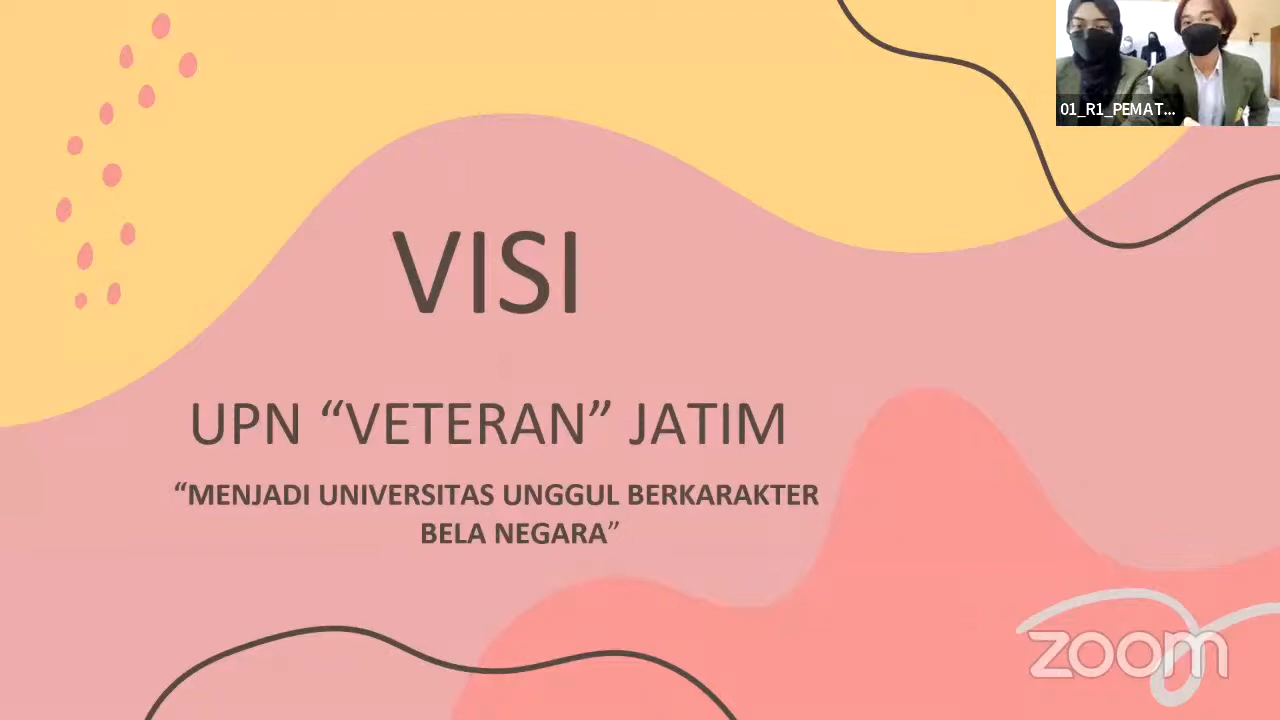 01_R1_PEMAT...
VISI
UPN “VETERAN” JATIM
“MENJADI UNIVERSITAS UNGGUL BERKARAKTER
BELA NEGARA”
zoom